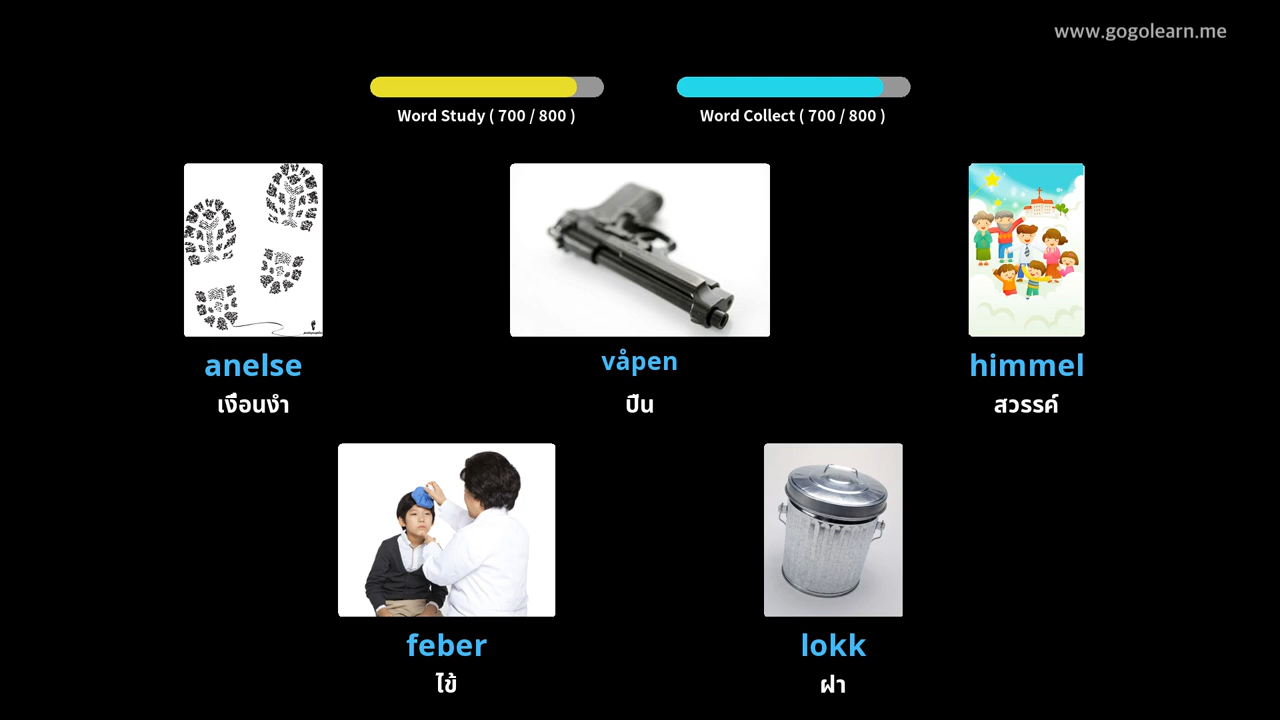 www.gogolearn.me
Word Study ( 700 / 800 )
Word Collect ( 700 / 800 )
anelse
เงื่อนงำ
våpen
ปืน
himmel
สวรรค์
feber
ไข้
lokk
ฝา